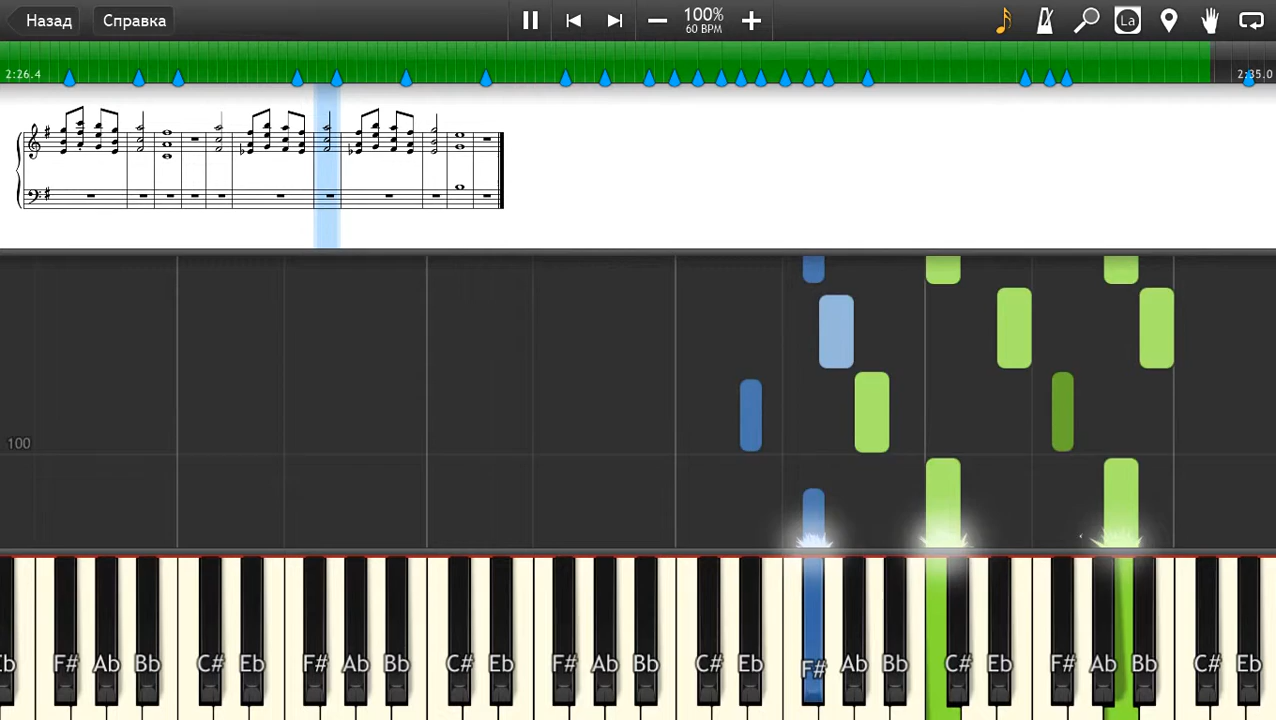 Назад Справка 100% La
60 BPM
2:26.4 2:35.0
100
Eb F# Ab Bb C# Eb F# Ab Bb C# Eb F# Ab Bb C# Eb F# Ab Bb C# Eb F# Ab Bb C# Eb